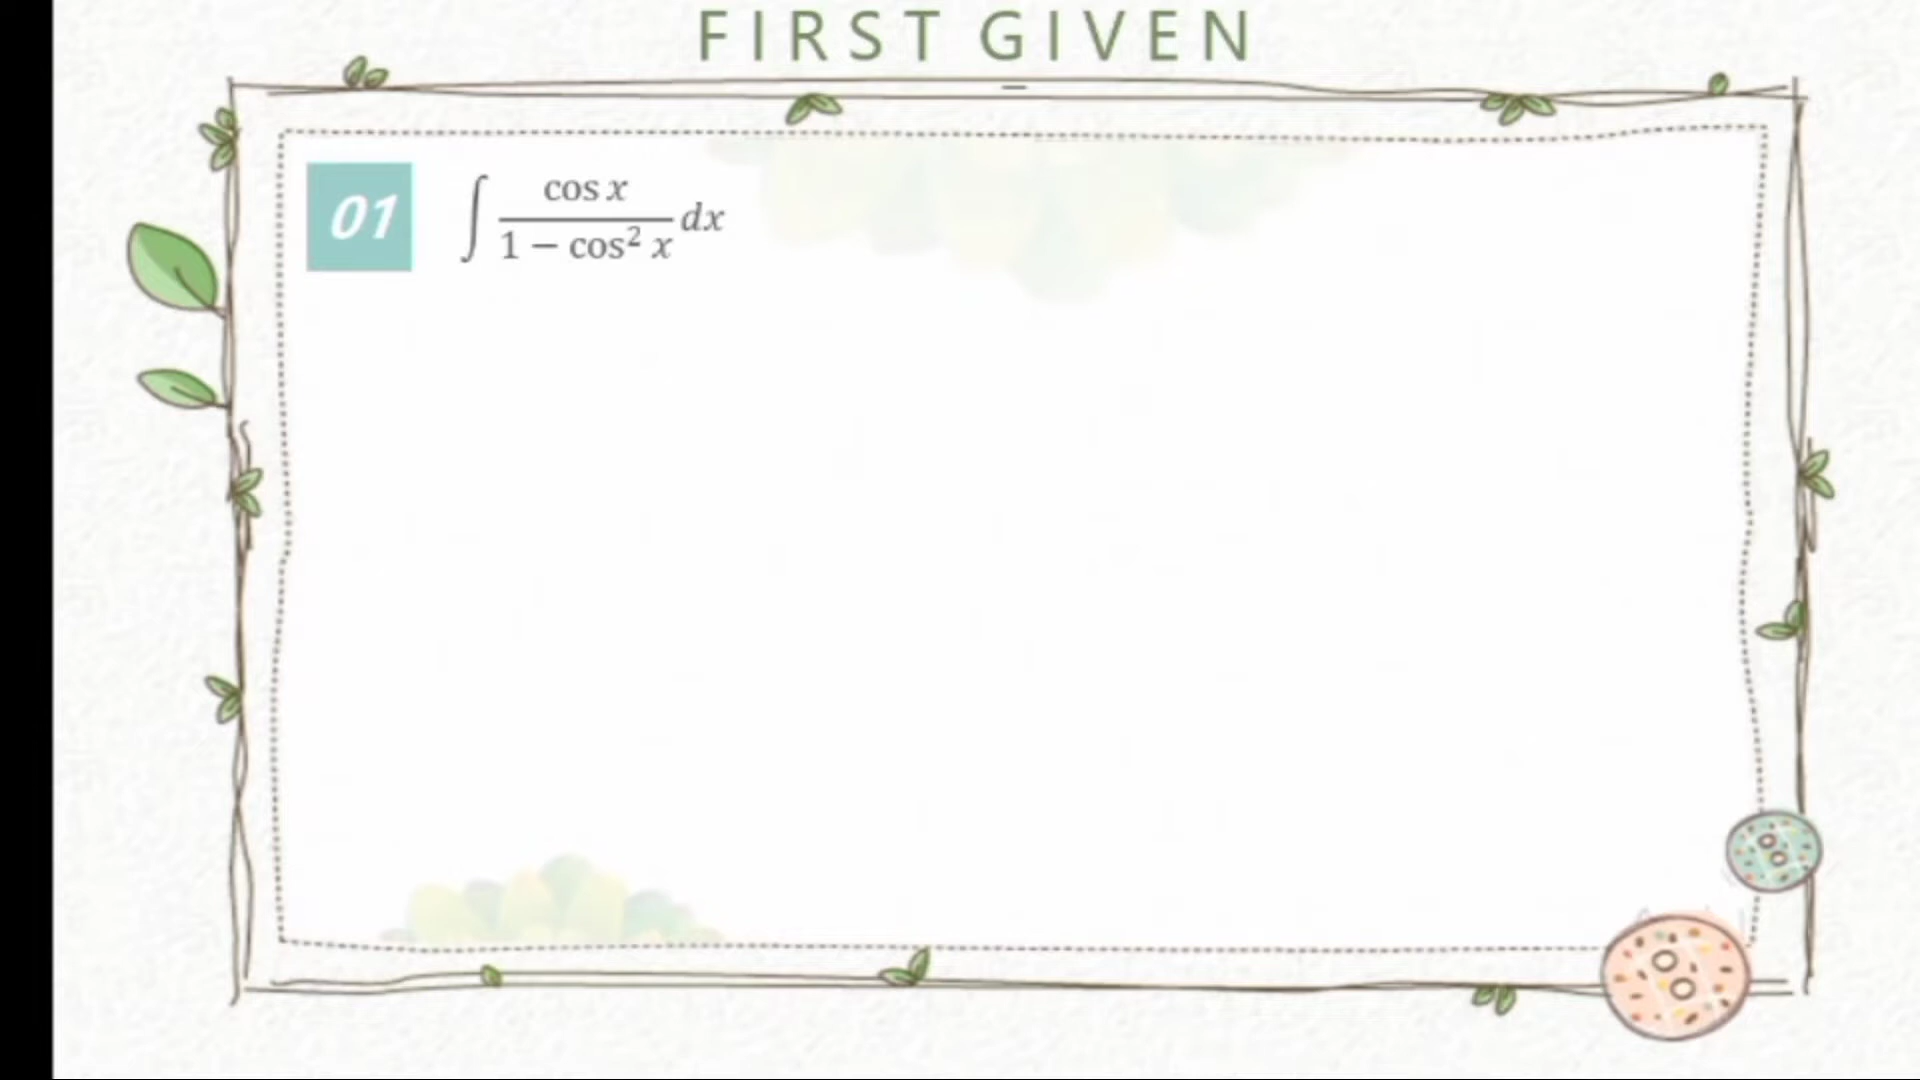 FIRST GIVEN
01 ∫ cos x / (1 − cos² x) dx